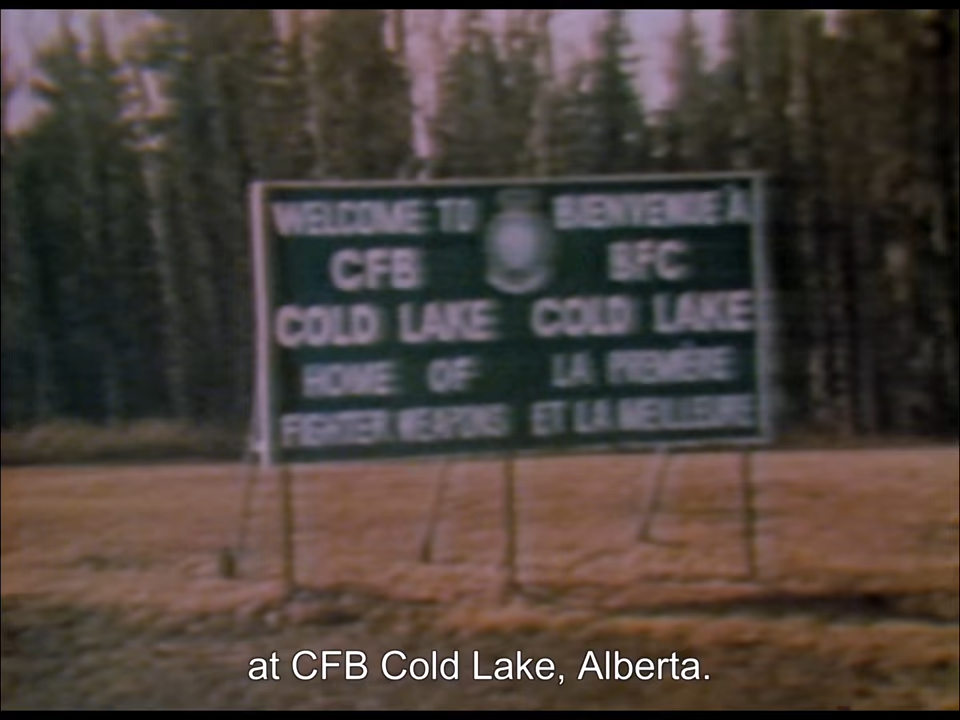 WELCOME TO
CFB
COLD LAKE
HOME OF
FIGHTER WEAPONS
BIENVENUE À
BFC
COLD LAKE
LA PREMIÈRE
ET LA MEILLEURE
at CFB Cold Lake, Alberta.